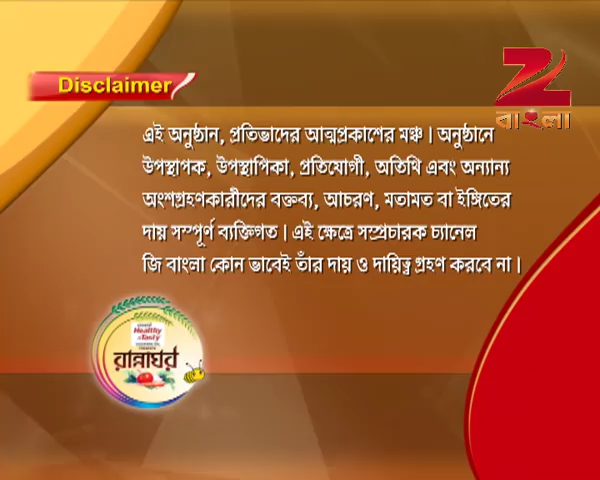 Disclaimer
Z
বাংলা
এই অনুষ্ঠান, প্রতিভাদের আত্মপ্রকাশের মঞ্চ। অনুষ্ঠানে
উপস্থাপক, উপস্থাপিকা, প্রতিযোগী, অতিথি এবং অন্যান্য
অংশগ্রহণকারীদের বক্তব্য, আচরণ, মতামত বা ইঙ্গিতের
দায় সম্পূর্ণ ব্যক্তিগত। এই ক্ষেত্রে সম্প্রচারক চ্যানেল
জি বাংলা কোন ভাবেই তাঁর দায় ও দায়িত্ব গ্রহণ করবে না।
Healthy
& Tasty
রান্নাঘর